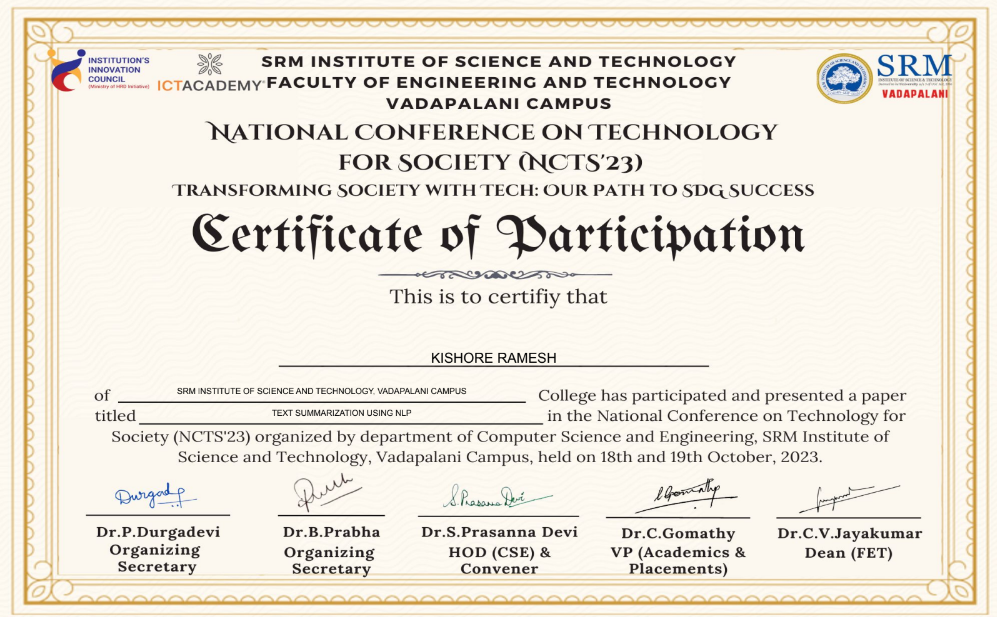 INSTITUTION'S
INNOVATION
COUNCIL
(Ministry of HRD Initiative)
ICTACADEMY
SRM INSTITUTE OF SCIENCE AND TECHNOLOGY
FACULTY OF ENGINEERING AND TECHNOLOGY
VADAPALANI CAMPUS
SRM
INSTITUTE OF SCIENCE & TECHNOLOGY
VADAPALANI
NATIONAL CONFERENCE ON TECHNOLOGY
FOR SOCIETY (NCTS'23)
TRANSFORMING SOCIETY WITH TECH: OUR PATH TO SDG SUCCESS
Certificate of Participation
This is to certifiy that
KISHORE RAMESH
of SRM INSTITUTE OF SCIENCE AND TECHNOLOGY, VADAPALANI CAMPUS College has participated and presented a paper
titled TEXT SUMMARIZATION USING NLP in the National Conference on Technology for
Society (NCTS'23) organized by department of Computer Science and Engineering, SRM Institute of
Science and Technology, Vadapalani Campus, held on 18th and 19th October, 2023.
Durgad
S. Prasanna Devi
Dr.P.Durgadevi
Organizing
Secretary
Dr.B.Prabha
Organizing
Secretary
Dr.S.Prasanna Devi
HOD (CSE) &
Convener
Dr.C.Gomathy
VP (Academics &
Placements)
Dr.C.V.Jayakumar
Dean (FET)